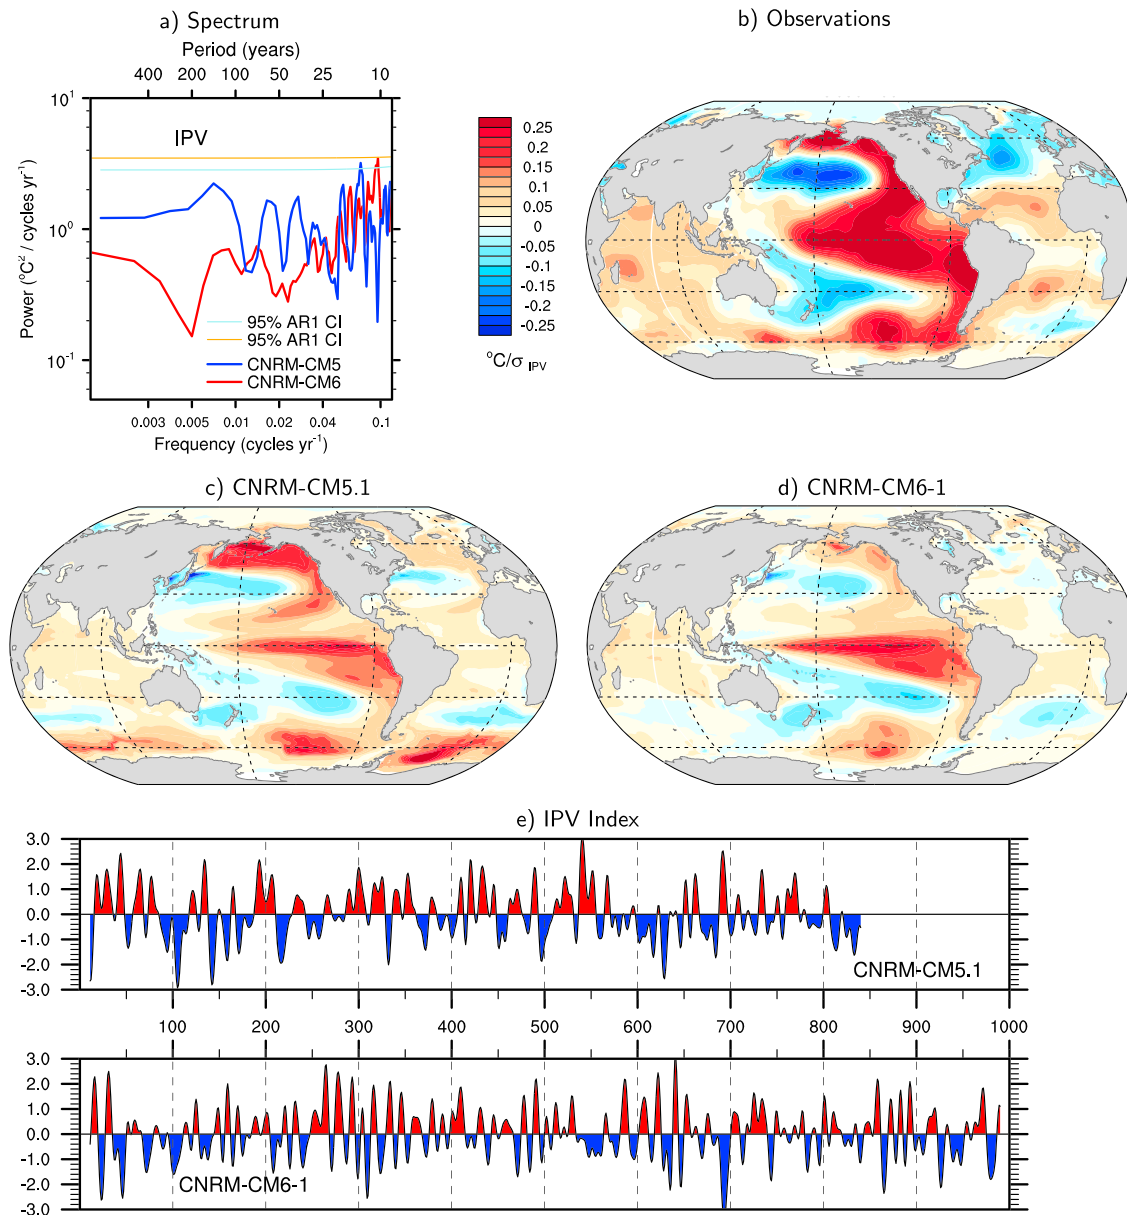 a) Spectrum
Period (years)
400 200 100 50 25 10
10¹
10⁰
10⁻¹
Power (°C²/ cycles yr⁻¹)
IPV
95% AR1 CI
95% AR1 CI
CNRM-CM5
CNRM-CM6
0.003 0.005 0.01 0.02 0.04 0.1
Frequency (cycles yr⁻¹)
0.25
0.2
0.15
0.1
0.05
0
-0.05
-0.1
-0.15
-0.2
-0.25
°C/σ IPV
b) Observations
c) CNRM-CM5.1
d) CNRM-CM6-1
e) IPV Index
3.0
2.0
1.0
0.0
-1.0
-2.0
-3.0
CNRM-CM5.1
100 200 300 400 500 600 700 800 900 1000
3.0
2.0
1.0
0.0
-1.0
-2.0
-3.0
CNRM-CM6-1